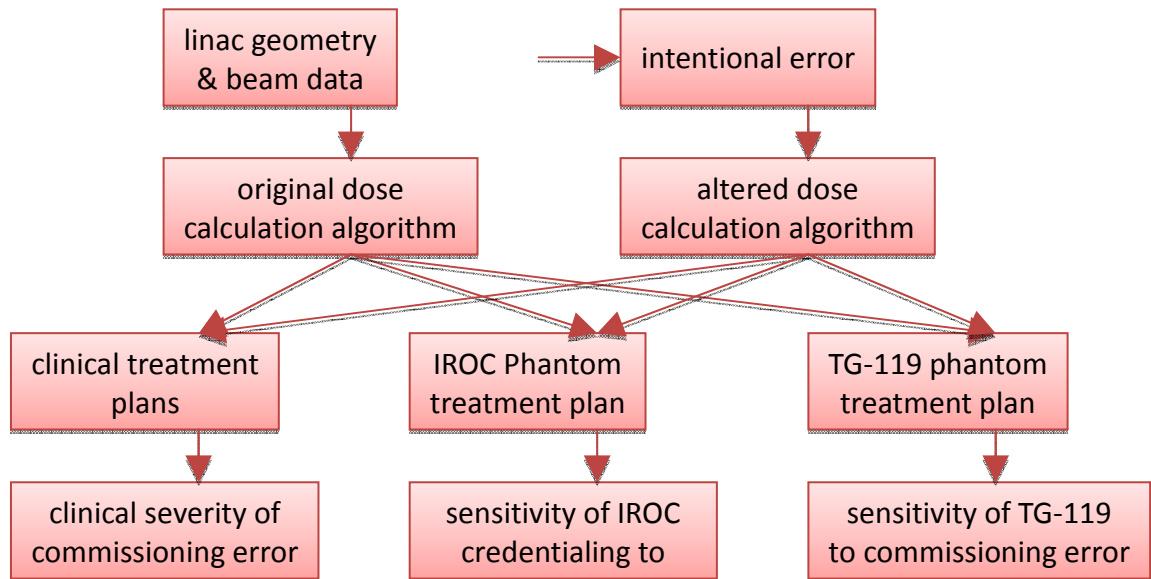 linac geometry
& beam data
intentional error
original dose
calculation algorithm
altered dose
calculation algorithm
clinical treatment
plans
IROC Phantom
treatment plan
TG-119 phantom
treatment plan
clinical severity of
commissioning error
sensitivity of IROC
credentialing to
sensitivity of TG-119
to commissioning error